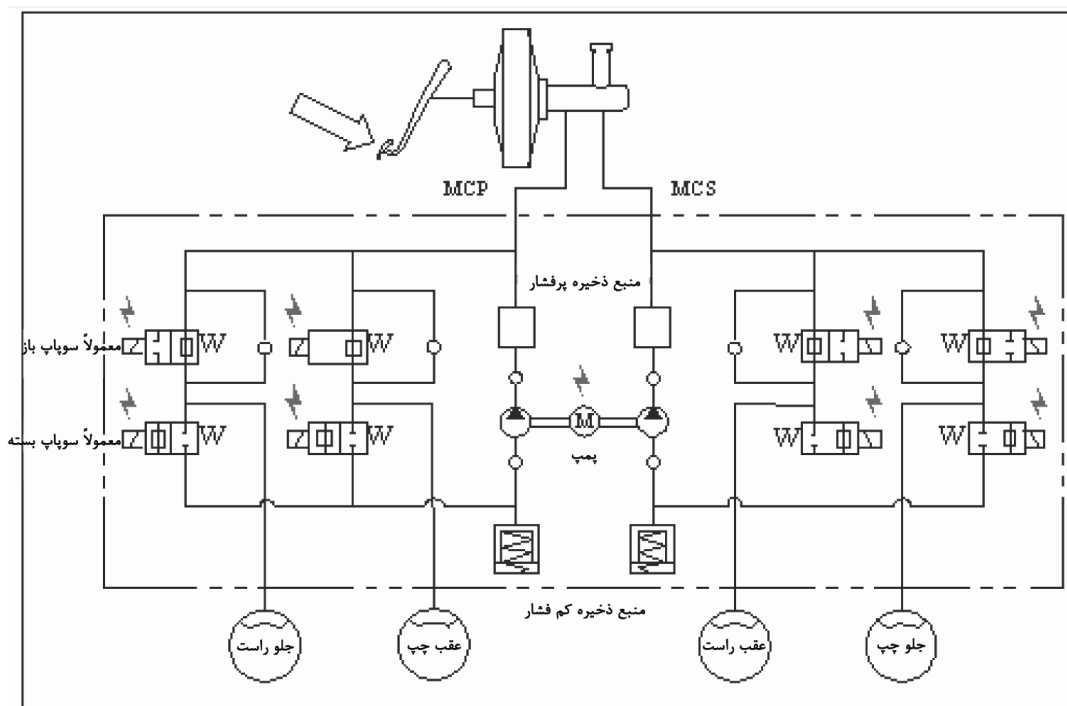 MCP
MCS
منبع ذخیره پرفشار
معمولاً سوپاپ باز
معمولاً سوپاپ بسته
M
پمپ
منبع ذخیره کم فشار
جلو راست
عقب چپ
عقب راست
جلو چپ